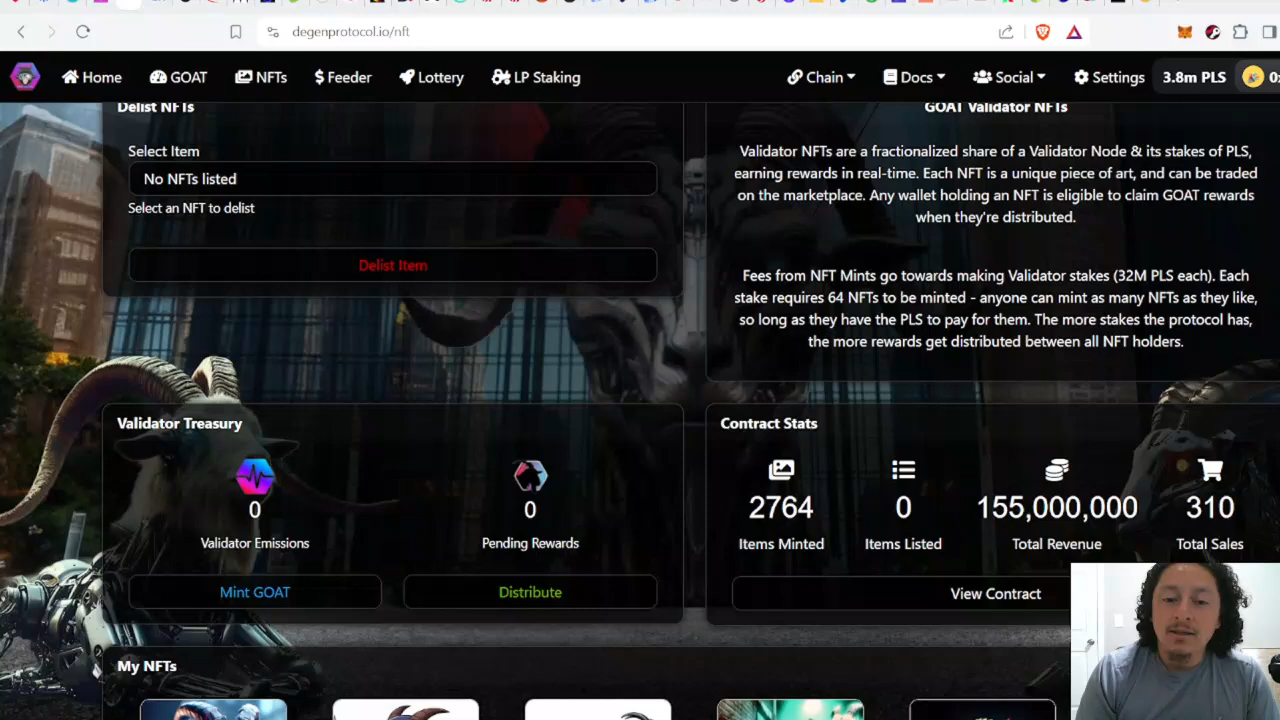 degenprotocol.io/nft
Home GOAT NFTs $ Feeder Lottery LP Staking Chain Docs Social Settings 3.8m PLS
Delist NFTs
Select Item
No NFTs listed
Select an NFT to delist
Delist Item
GOAT Validator NFTs
Validator NFTs are a fractionalized share of a Validator Node & its stakes of PLS,
earning rewards in real-time. Each NFT is a unique piece of art, and can be traded
on the marketplace. Any wallet holding an NFT is eligible to claim GOAT rewards
when they're distributed.
Fees from NFT Mints go towards making Validator stakes (32M PLS each). Each
stake requires 64 NFTs to be minted - anyone can mint as many NFTs as they like,
so long as they have the PLS to pay for them. The more stakes the protocol has,
the more rewards get distributed between all NFT holders.
Validator Treasury
0 0
Validator Emissions Pending Rewards
Mint GOAT Distribute
Contract Stats
2764 0 155,000,000 310
Items Minted Items Listed Total Revenue Total Sales
View Contract
My NFTs